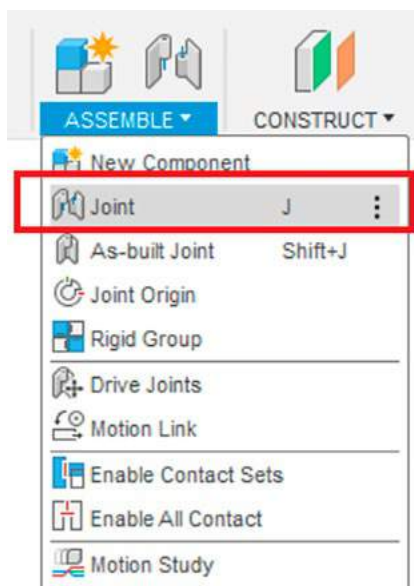 ASSEMBLE CONSTRUCT
New Component
Joint J
As-built Joint Shift+J
Joint Origin
Rigid Group
Drive Joints
Motion Link
Enable Contact Sets
Enable All Contact
Motion Study